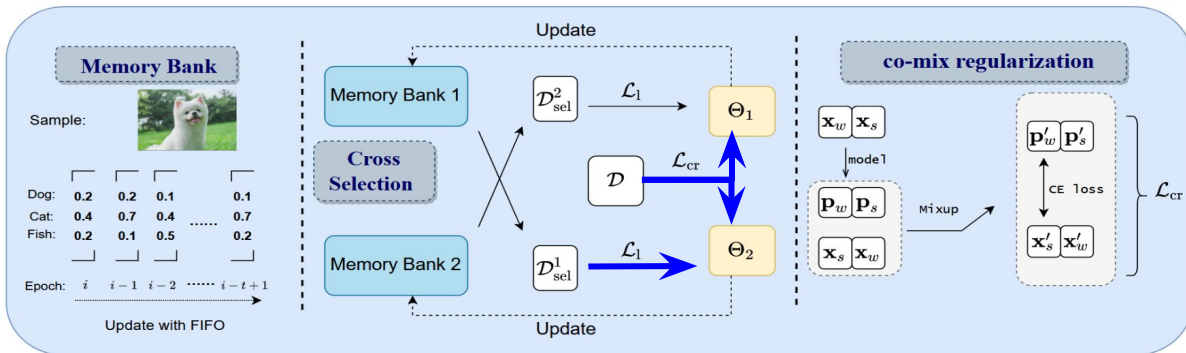 Memory Bank
Sample:
Dog: 0.2 0.2 0.1 0.1
Cat: 0.4 0.7 0.4 ...... 0.7
Fish: 0.2 0.1 0.5 0.2
Epoch: i i − 1 i − 2 ...... i − t + 1
Update with FIFO
Update
Memory Bank 1
Cross
Selection
Memory Bank 2
𝒟²sel
ℒl
Θ1
𝒟
ℒcr
𝒟¹sel
ℒl
Θ2
Update
co-mix regularization
x_w x_s
model
p_w p_s
x_s x_w
Mixup
p′_w p′_s
CE loss
x′_s x′_w
ℒcr